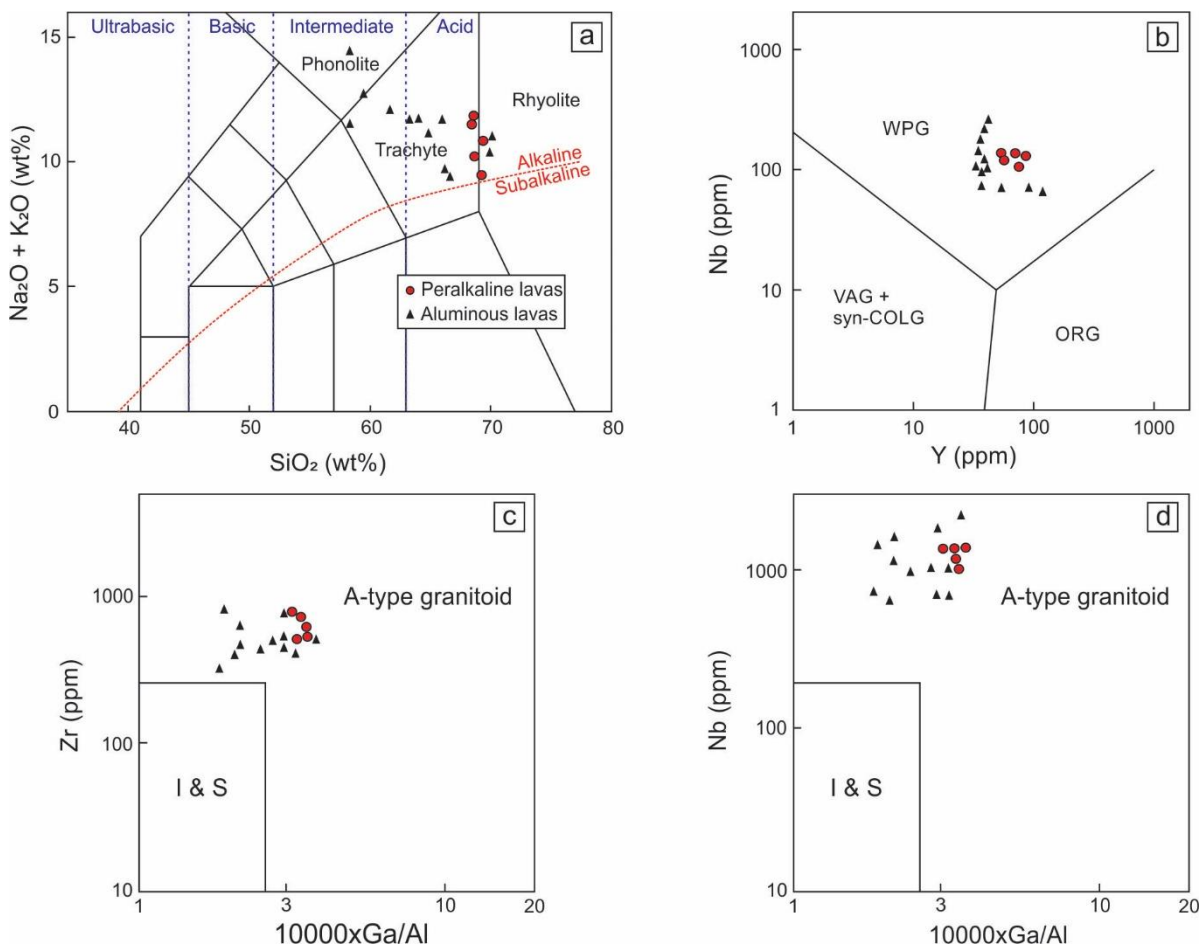 Ultrabasic Basic Intermediate Acid
a
15
10
5
0
Na₂O + K₂O (wt%)
Phonolite
Rhyolite
Trachyte
Alkaline
Subalkaline
Peralkaline lavas
Aluminous lavas
40 50 60 70 80
SiO₂ (wt%)
b
1000
100
10
1
Nb (ppm)
WPG
VAG +
syn-COLG
ORG
1 10 100 1000
Y (ppm)
c
1000
100
10
Zr (ppm)
A-type granitoid
I & S
1 3 10 20
10000xGa/Al
d
1000
100
10
Nb (ppm)
A-type granitoid
I & S
1 3 10 20
10000xGa/Al